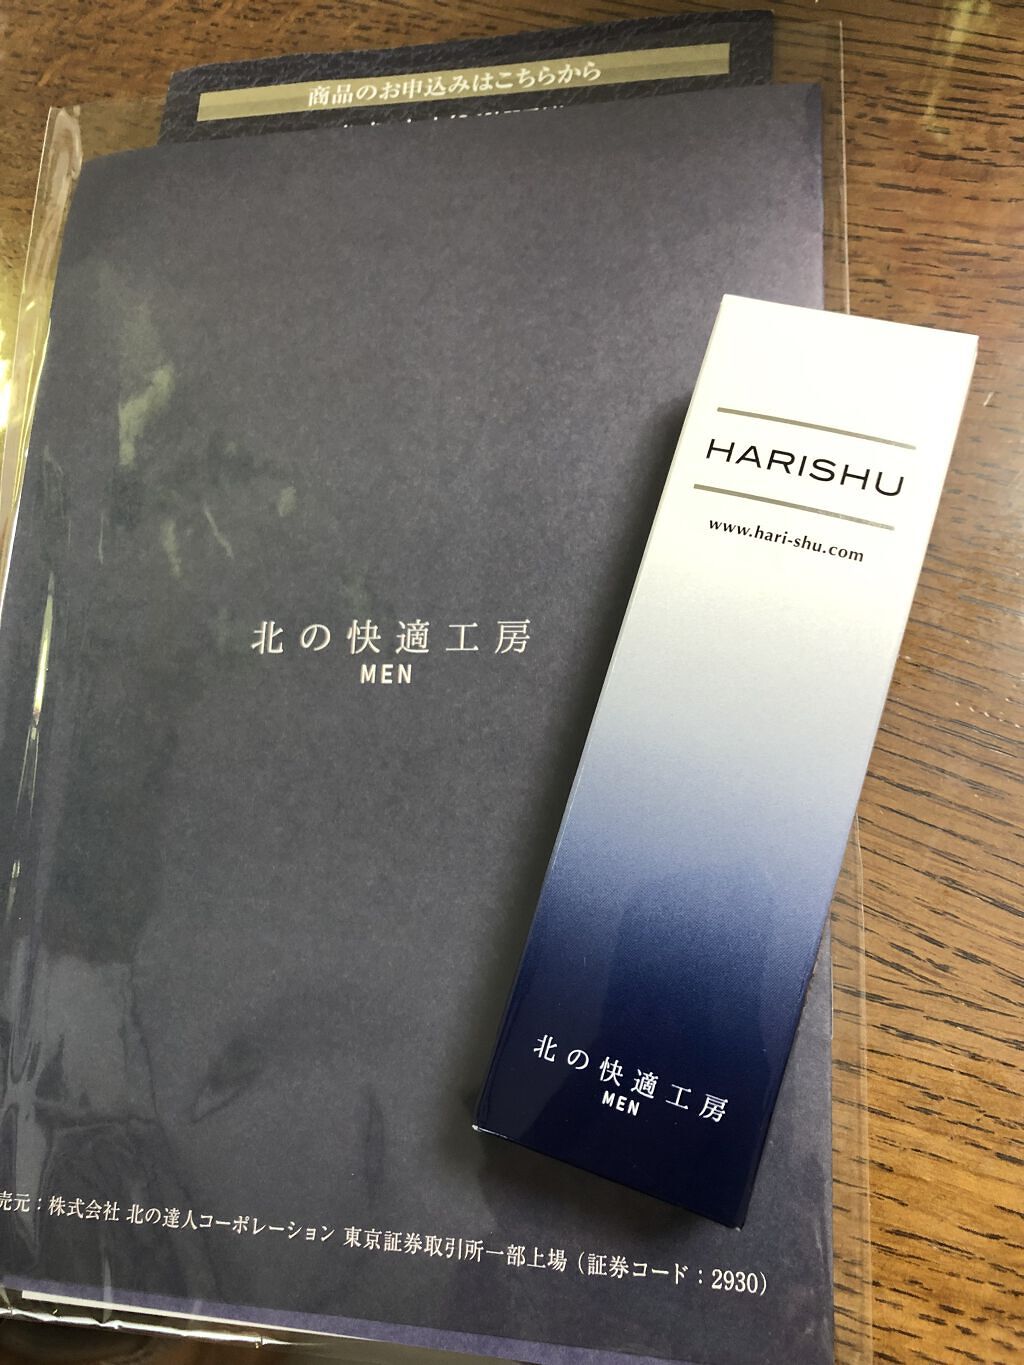 商品のお申込みはこちらから
北の快適工房
MEN
HARISHU
www.hari-shu.com
北の快適工房
MEN
売元：株式会社 北の達人コーポレーション 東京証券取引所一部上場（証券コード：2930）